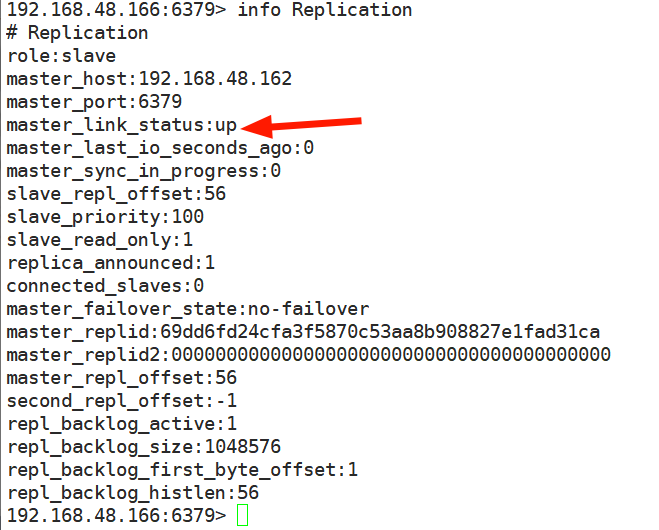 192.168.48.166:6379> info Replication
# Replication
role:slave
master_host:192.168.48.162
master_port:6379
master_link_status:up
master_last_io_seconds_ago:0
master_sync_in_progress:0
slave_repl_offset:56
slave_priority:100
slave_read_only:1
replica_announced:1
connected_slaves:0
master_failover_state:no-failover
master_replid:69dd6fd24cfa3f5870c53aa8b908827e1fad31ca
master_replid2:0000000000000000000000000000000000000000
master_repl_offset:56
second_repl_offset:-1
repl_backlog_active:1
repl_backlog_size:1048576
repl_backlog_first_byte_offset:1
repl_backlog_histlen:56
192.168.48.166:6379>